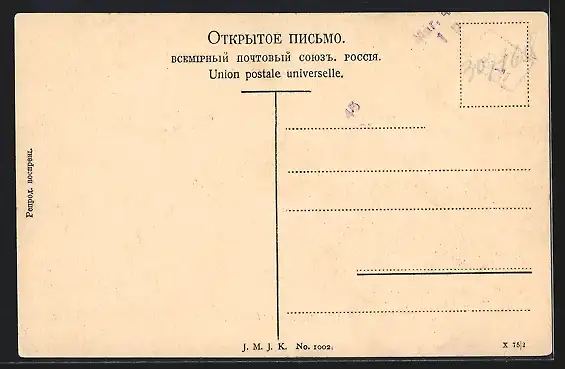 Открытое письмо.
ВСЕМІРНЫЙ ПОЧТОВЫЙ СОЮЗЪ. РОССІЯ.
Union postale universelle.
Репрод. воспрещ.
J. M. J. K. No. 1002.